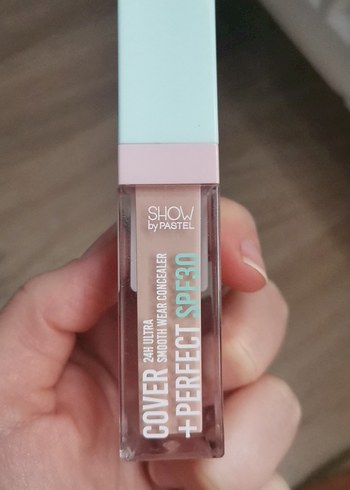 SHOW
by PASTEL
COVER
24H ULTRA
SMOOTH WEAR CONCEALER
+PERFECT SPF30